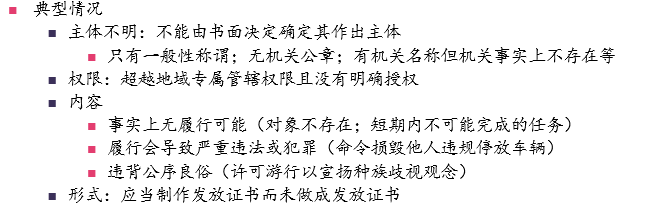 典型情况
主体不明：不能由书面决定确定其作出主体
只有一般性称谓；无机关公章；有机关名称但机关事实上不存在等
权限：超越地域专属管辖权限且没有明确授权
内容
事实上无履行可能（对象不存在；短期内不可能完成的任务）
履行会导致严重违法或犯罪（命令损毁他人违规停放车辆）
违背公序良俗（许可游行以宣扬种族歧视观念）
形式：应当制作发放证书而未做成发放证书